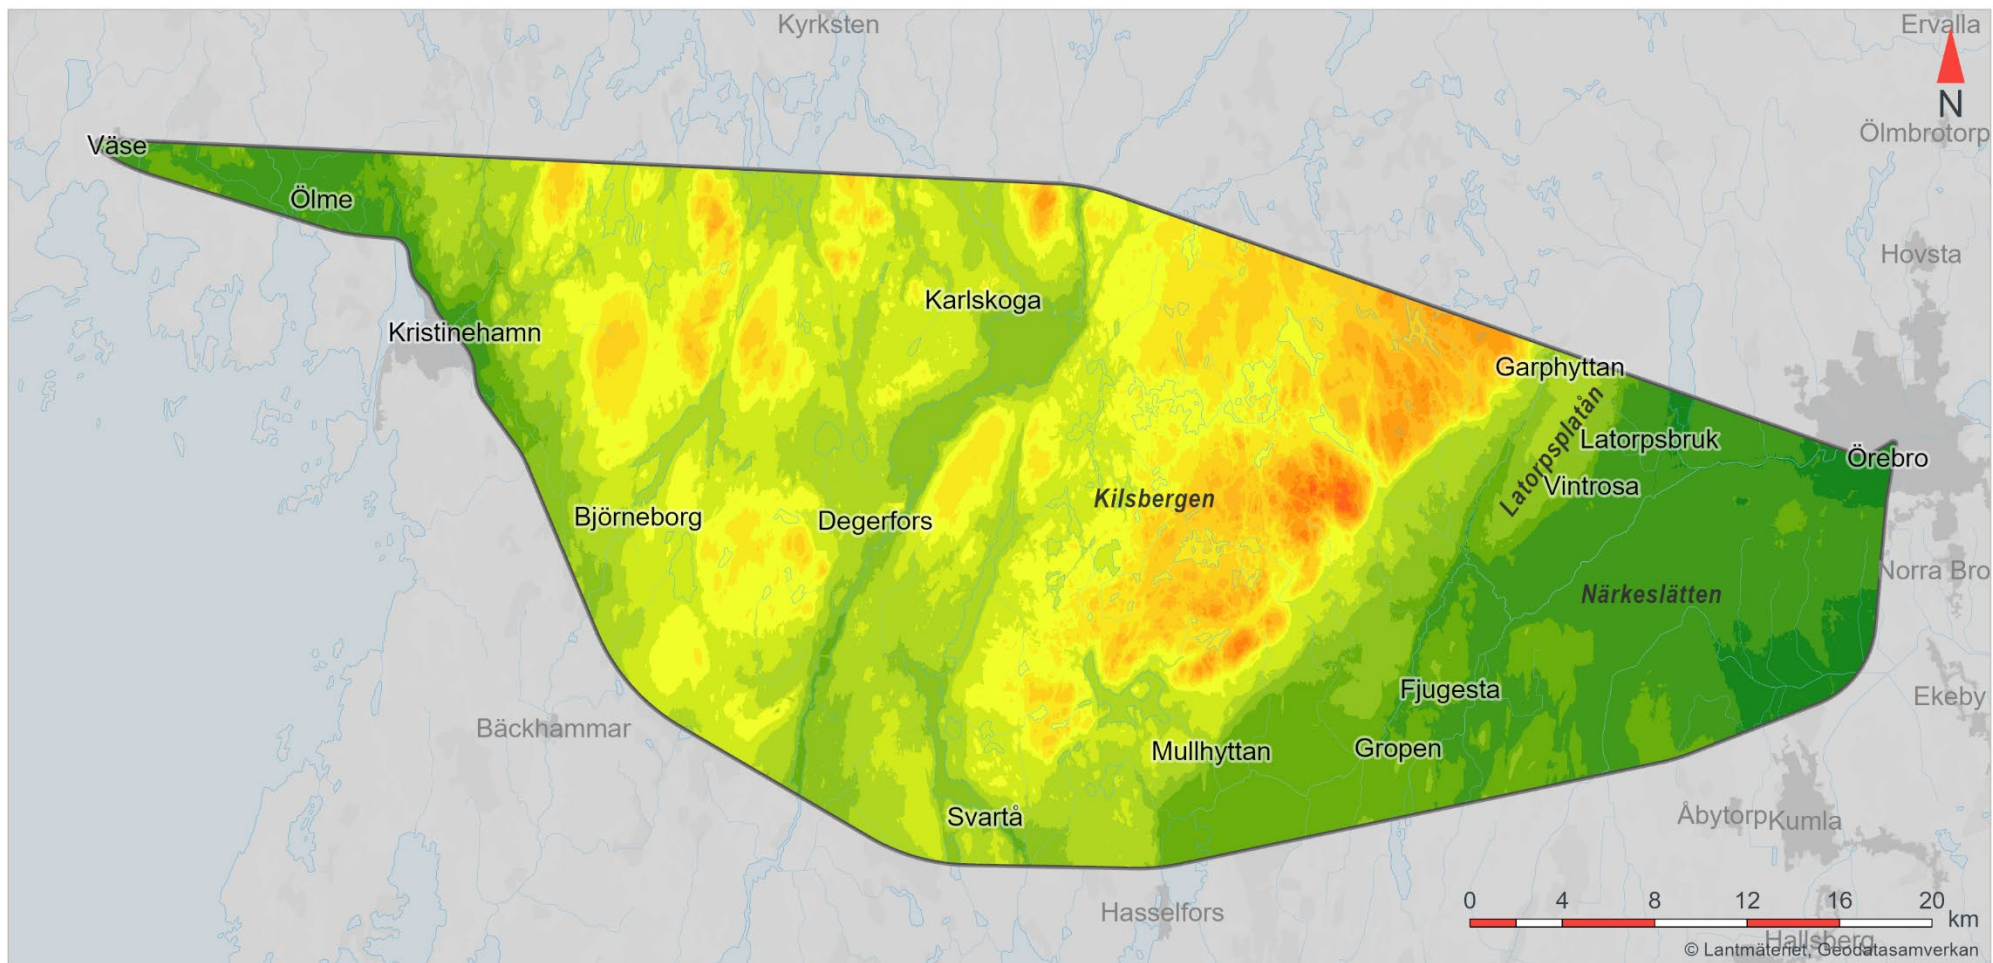 Kyrksten
Ervalla
N
Ölmbrotorp
Väse
Ölme
Hovsta
Karlskoga
Kristinehamn
Garphyttan
Latorpsplatån
Latorpsbruk
Örebro
Vintrosa
Kilsbergen
Björneborg
Degerfors
Norra Bro
Närkeslätten
Fjugesta
Ekeby
Bäckhammar
Mullhyttan
Gropen
Svartå
Åbytorp
Kumla
Hasselfors
0 4 8 12 16 20
km
Hallsberg
© Lantmäteriet, Geodatasamverkan